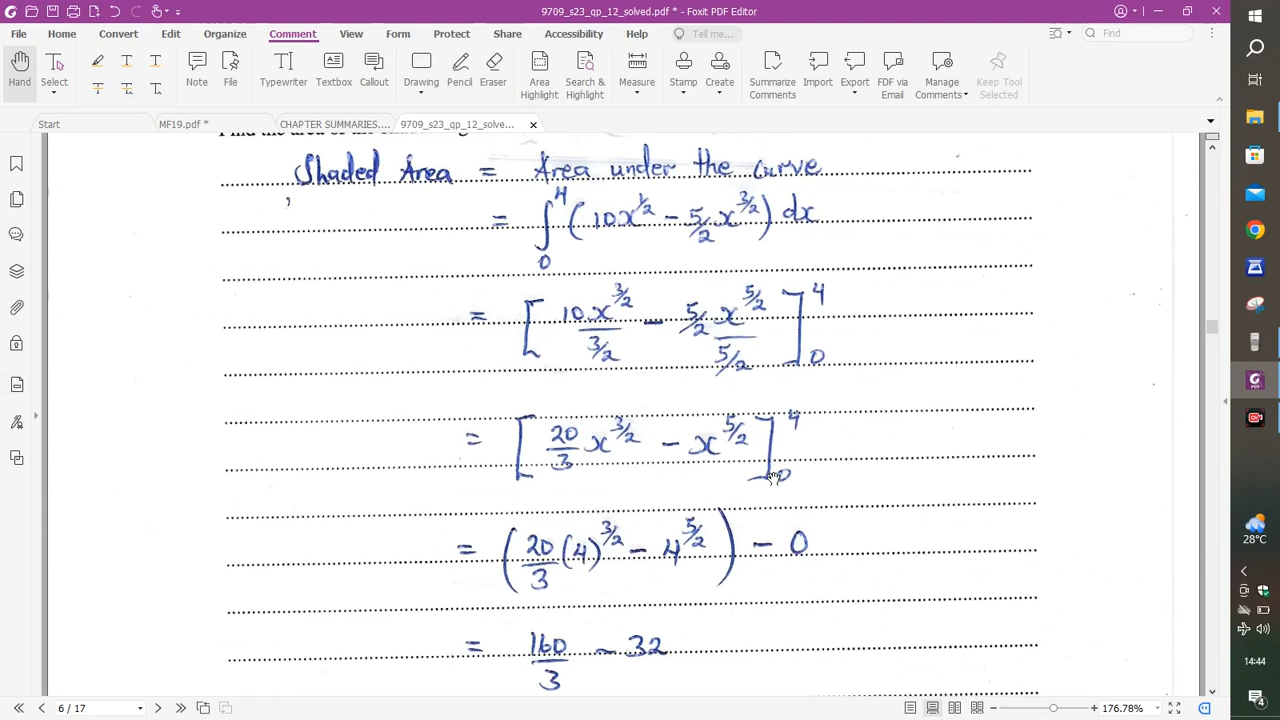 9709_s23_qp_12_solved.pdf * - Foxit PDF Editor
File Home Convert Edit Organize Comment View Form Protect Share Accessibility Help Tell me... Find
Hand Select Note File Typewriter Textbox Callout Drawing Pencil Eraser Area Highlight Search & Highlight Measure Stamp Create Summarize Comments Import Export FDF via Email Manage Comments Keep Tool Selected
Start MF19.pdf * CHAPTER SUMMARIES.... 9709_s23_qp_12_solve...
Shaded Area = Area under the curve
= ∫₀⁴ (10x^{1/2} - 5/2 x^{3/2}) dx
= [10x^{3/2}/(3/2) - 5/2 x^{5/2}/(5/2)]₀⁴
= [20/3 x^{3/2} - x^{5/2}]₀⁴
= (20/3 (4)^{3/2} - 4^{5/2}) - 0
= 160/3 - 32
6 / 17
176.78%
28°C
14:44
4